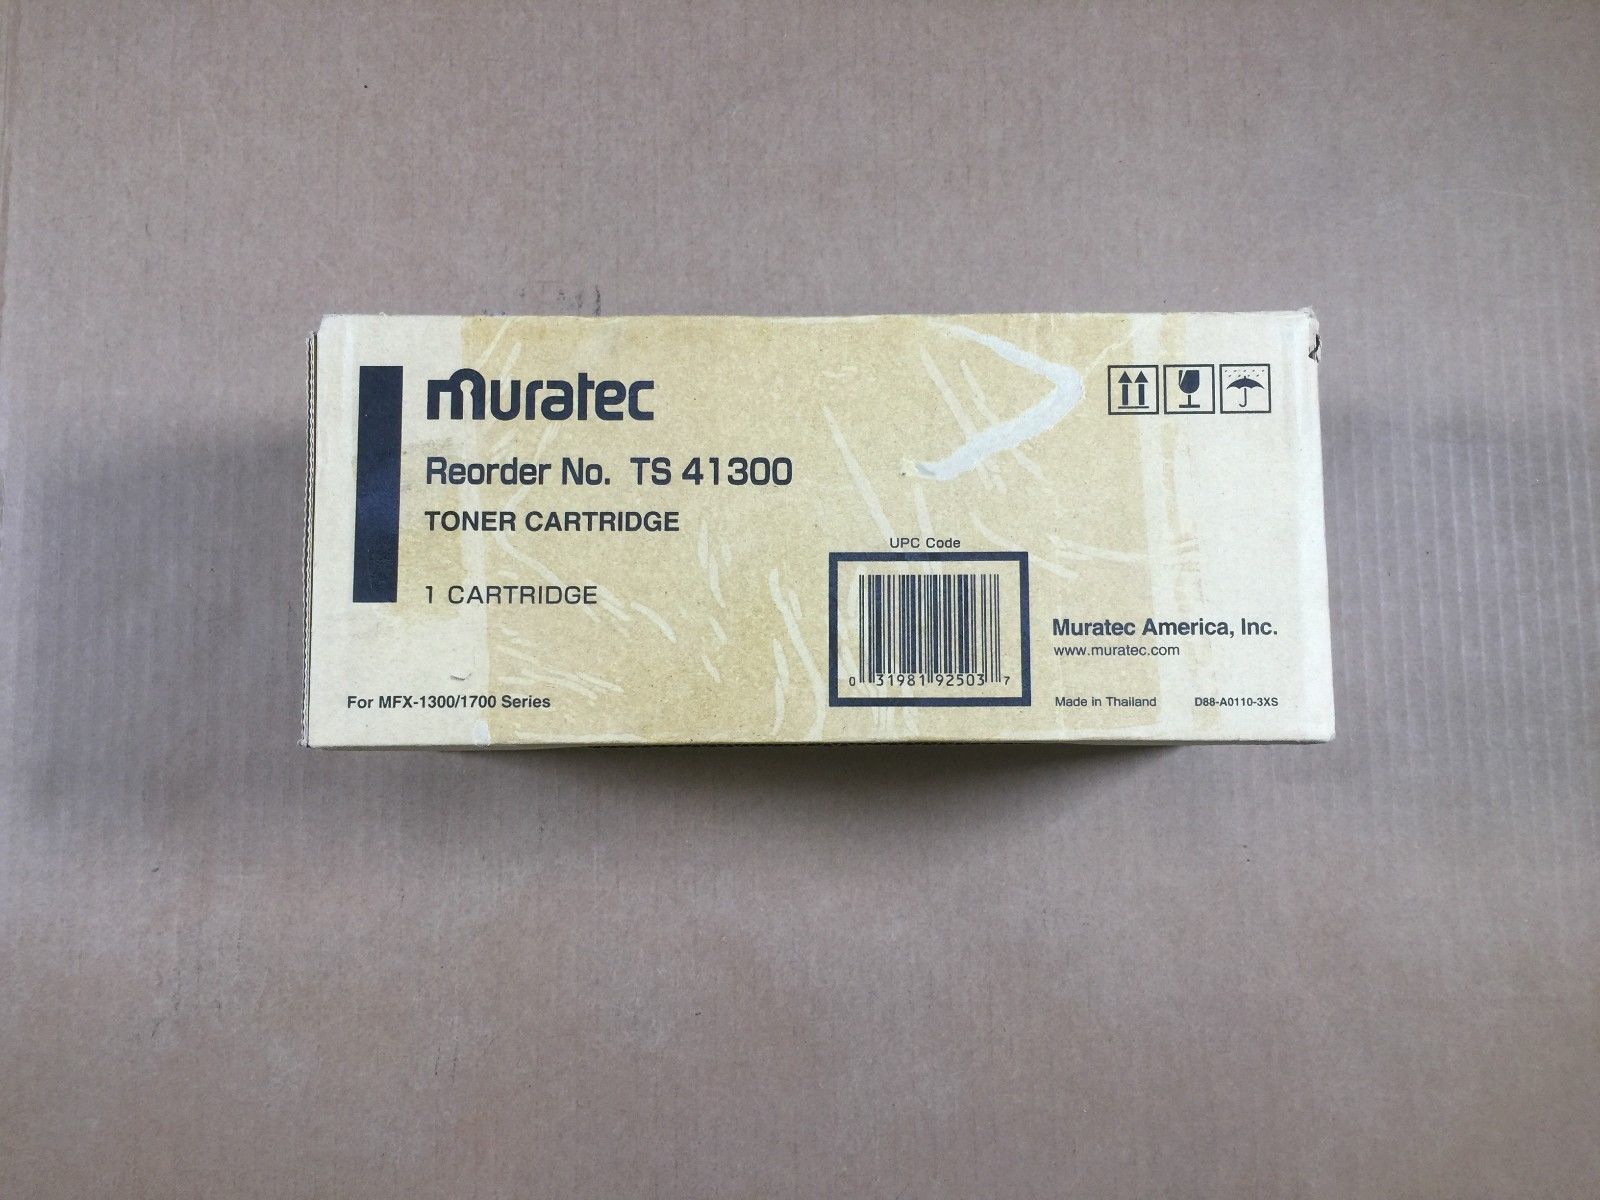 muratec
Reorder No. TS 41300
TONER CARTRIDGE
1 CARTRIDGE
For MFX-1300/1700 Series
UPC Code
0 31981 92503 7
Muratec America, Inc.
www.muratec.com
Made in Thailand D88-A0110-3XS